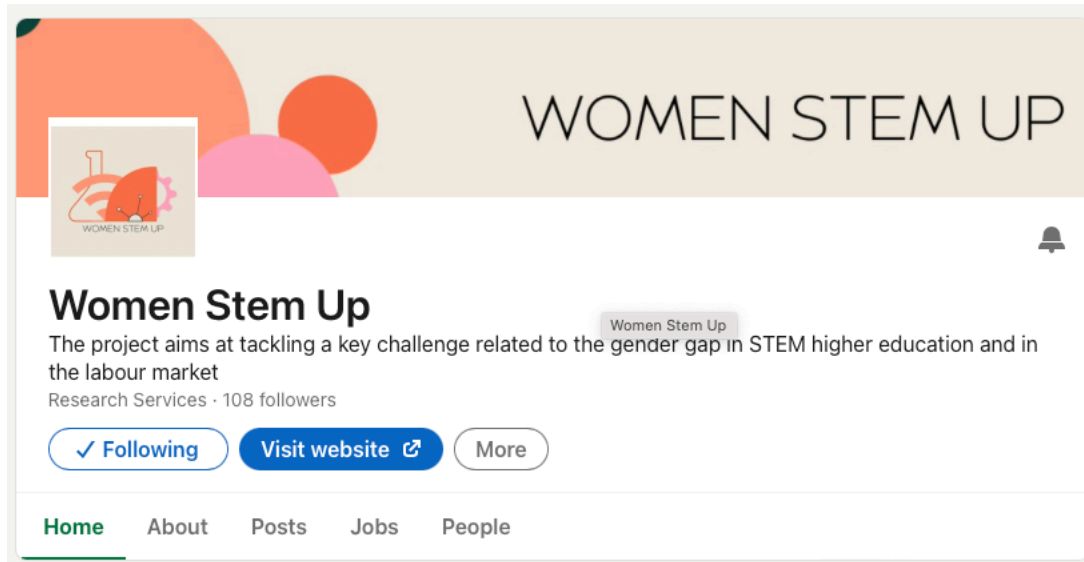 WOMEN STEM UP
WOMEN STEM UP
Women Stem Up
Women Stem Up
The project aims at tackling a key challenge related to the gender gap in STEM higher education and in
the labour market
Research Services · 108 followers
✓ Following
Visit website
More
Home About Posts Jobs People